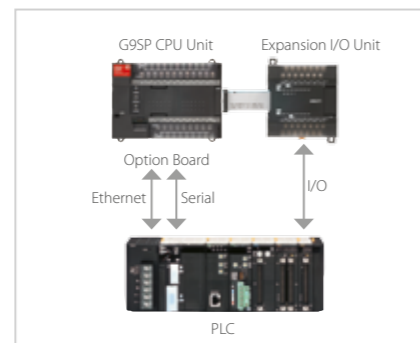 G9SP CPU Unit Expansion I/O Unit
Option Board
Ethernet Serial I/O
PLC